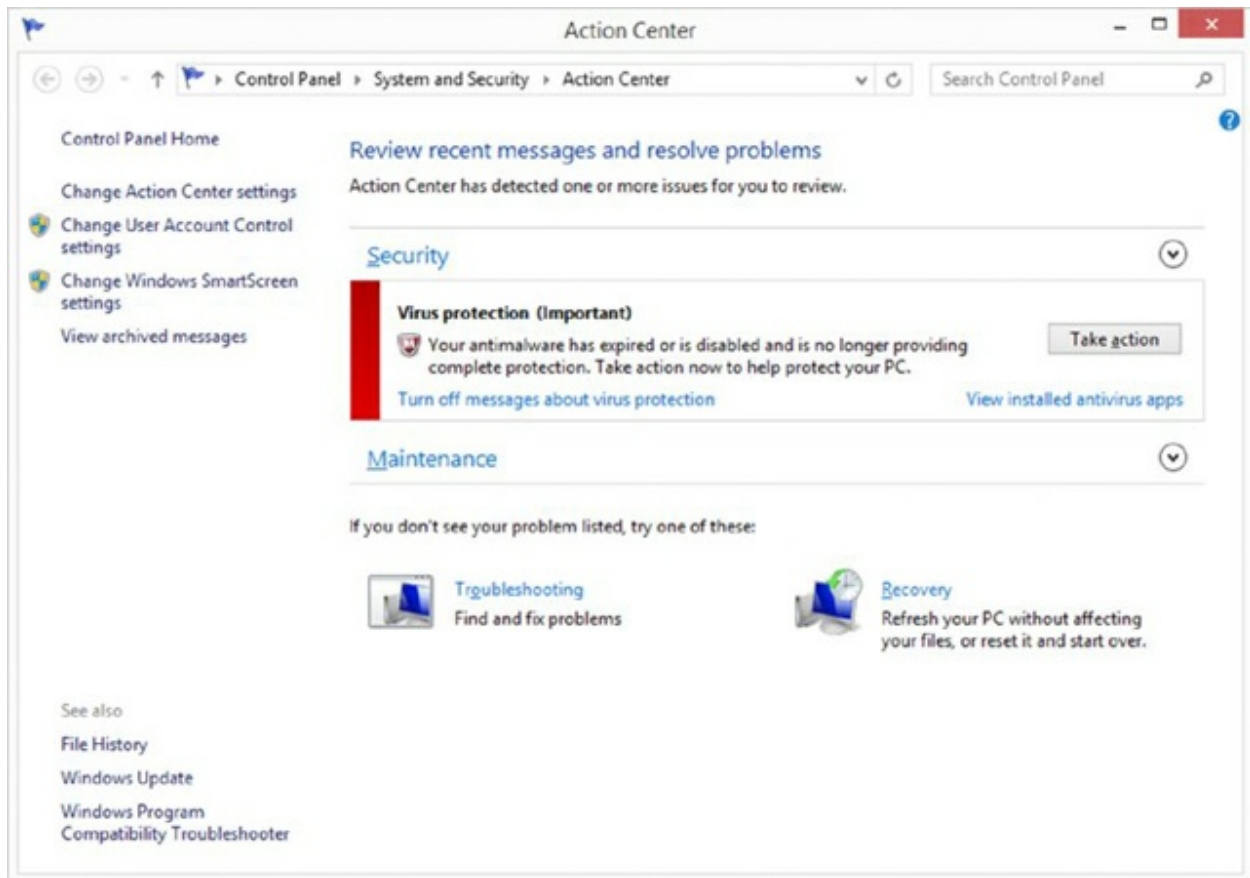 Action Center
Control Panel
System and Security
Action Center
Search Control Panel
Control Panel Home
Change Action Center settings
Change User Account Control
settings
Change Windows SmartScreen
settings
View archived messages
Review recent messages and resolve problems
Action Center has detected one or more issues for you to review.
Security
Virus protection (Important)
Your antimalware has expired or is disabled and is no longer providing
complete protection. Take action now to help protect your PC.
Take action
Turn off messages about virus protection
View installed antivirus apps
Maintenance
If you don't see your problem listed, try one of these:
Troubleshooting
Find and fix problems
Recovery
Refresh your PC without affecting
your files, or reset it and start over.
See also
File History
Windows Update
Windows Program
Compatibility Troubleshooter